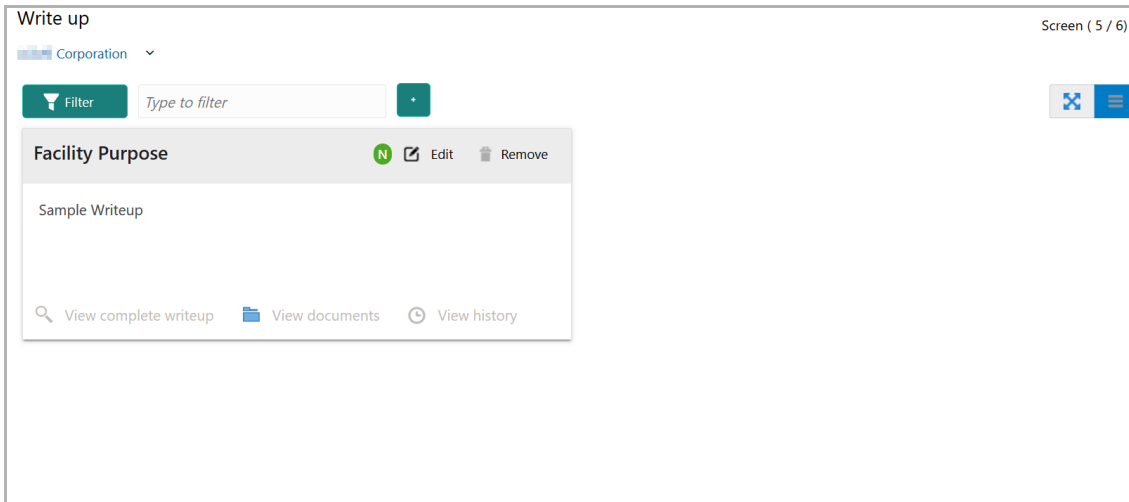 Write up
Screen ( 5 / 6)
Corporation
Filter
Type to filter
+
Facility Purpose
N
Edit
Remove
Sample Writeup
View complete writeup
View documents
View history